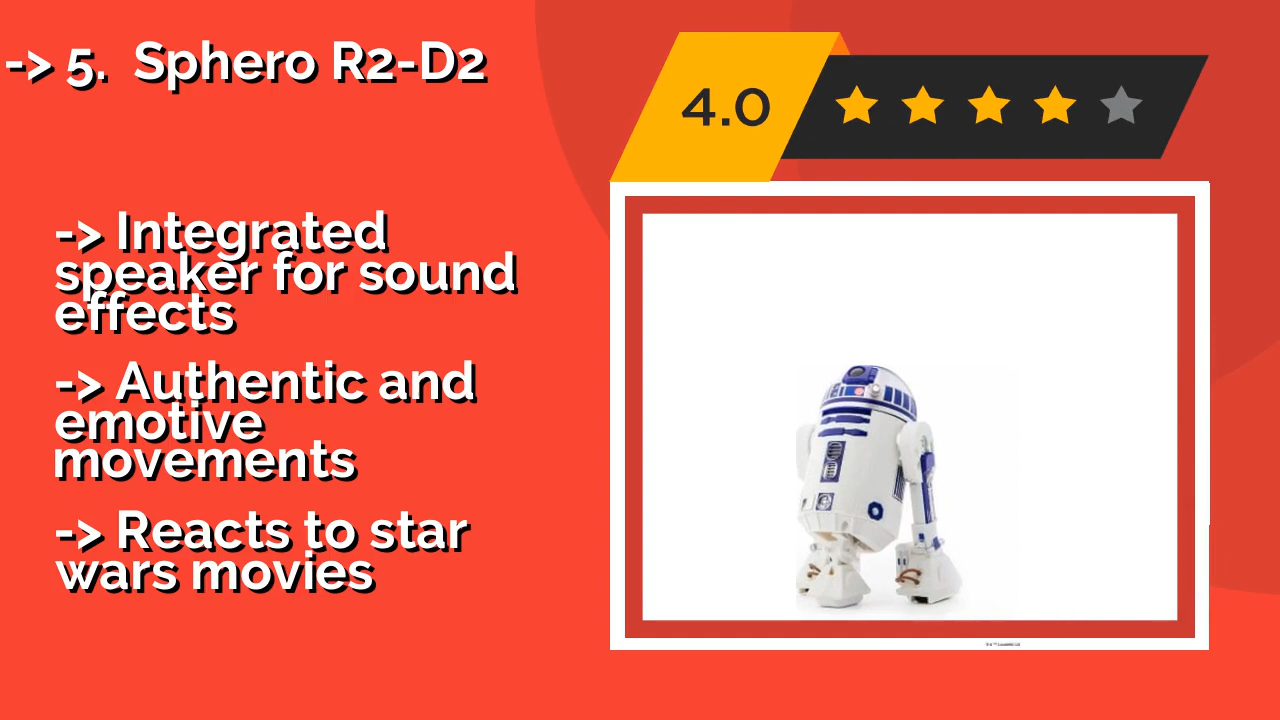 -> 5. Sphero R2-D2
4.0
-> Integrated
speaker for sound
effects
-> Authentic and
emotive
movements
-> Reacts to star
wars movies